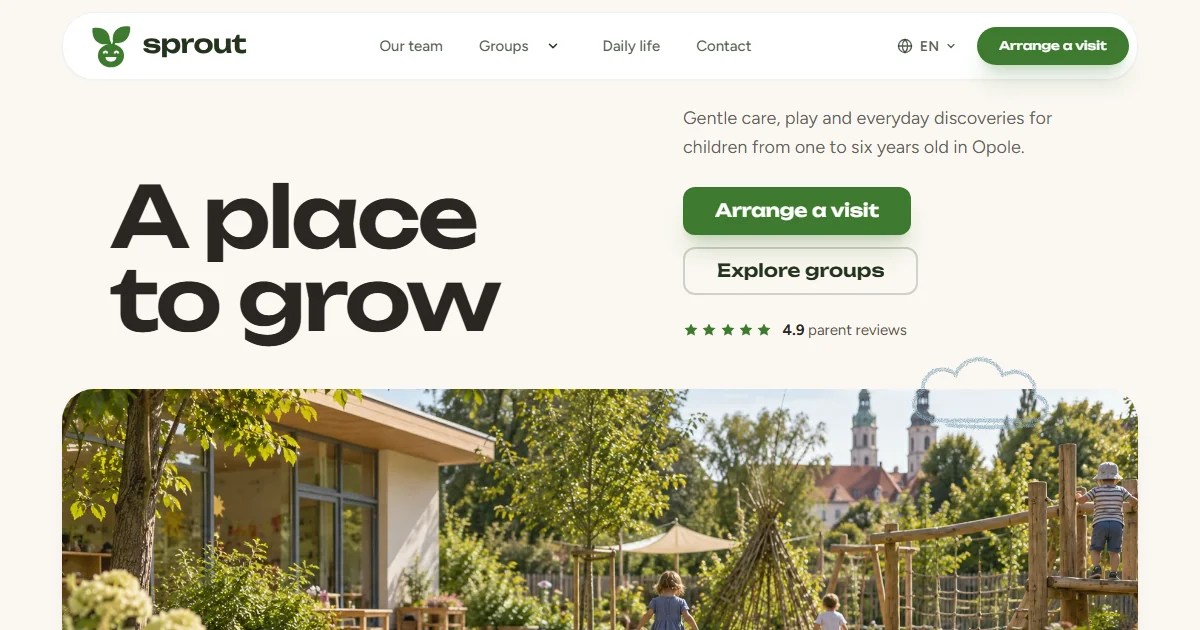 sprout
Our team
Groups
Daily life
Contact
EN
Arrange a visit
Gentle care, play and everyday discoveries for
children from one to six years old in Opole.
A place
to grow
Arrange a visit
Explore groups
4.9 parent reviews